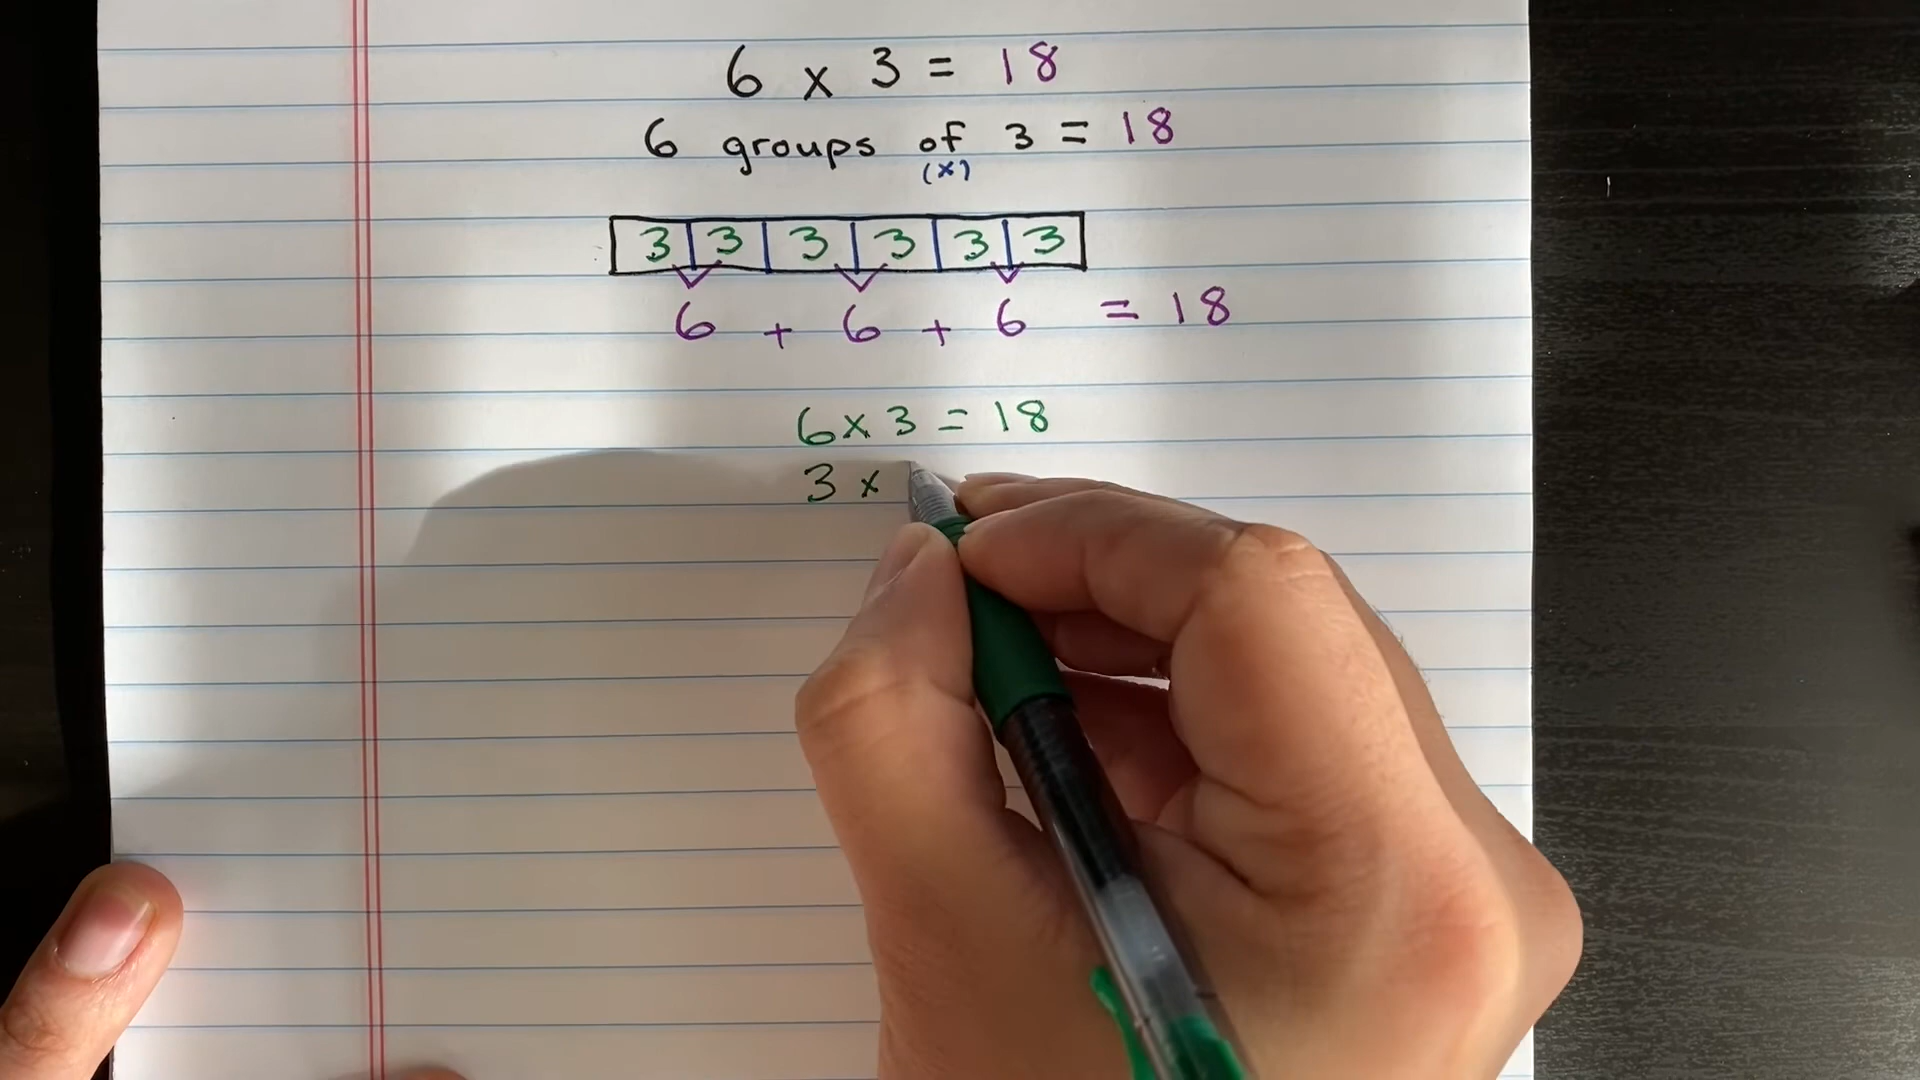 6 x 3 = 18
6 groups of 3 = 18
(x)
3 3 3 3 3 3
6 + 6 + 6 = 18
6 x 3 = 18
3 x